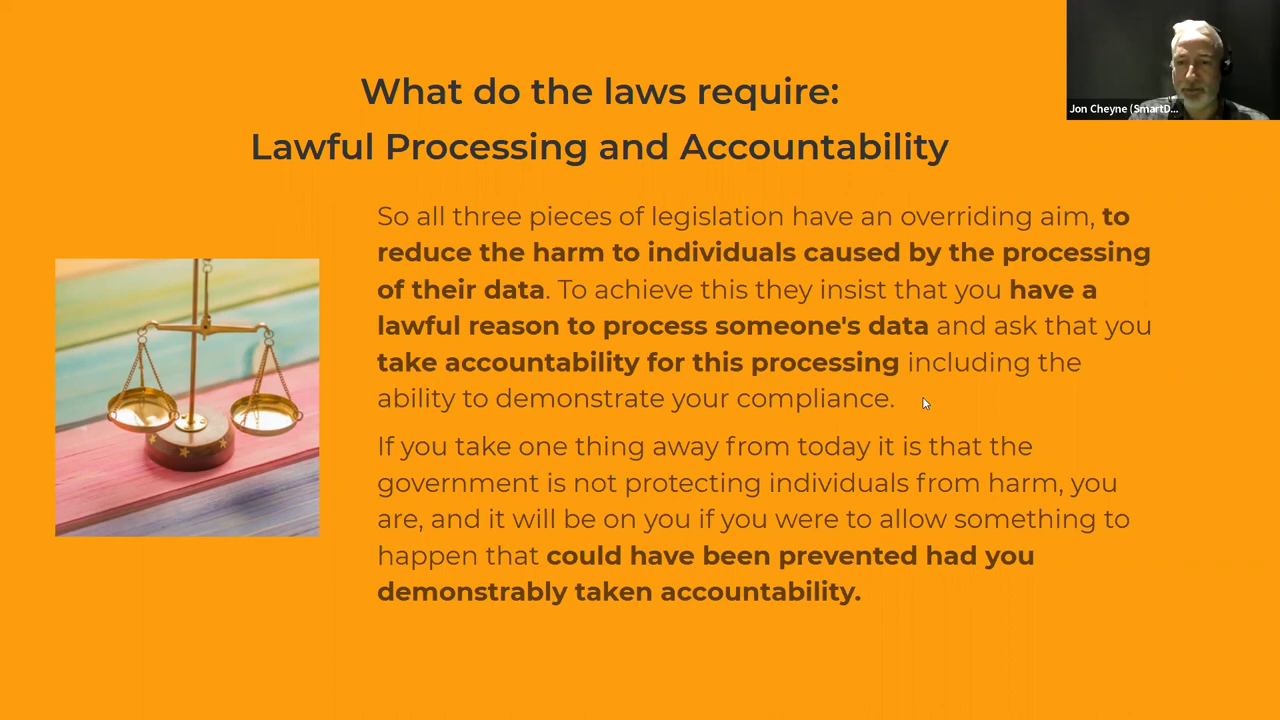 What do the laws require:
Lawful Processing and Accountability
Jon Cheyne (SmartD...
So all three pieces of legislation have an overriding aim, to
reduce the harm to individuals caused by the processing
of their data. To achieve this they insist that you have a
lawful reason to process someone's data and ask that you
take accountability for this processing including the
ability to demonstrate your compliance.
If you take one thing away from today it is that the
government is not protecting individuals from harm, you
are, and it will be on you if you were to allow something to
happen that could have been prevented had you
demonstrably taken accountability.